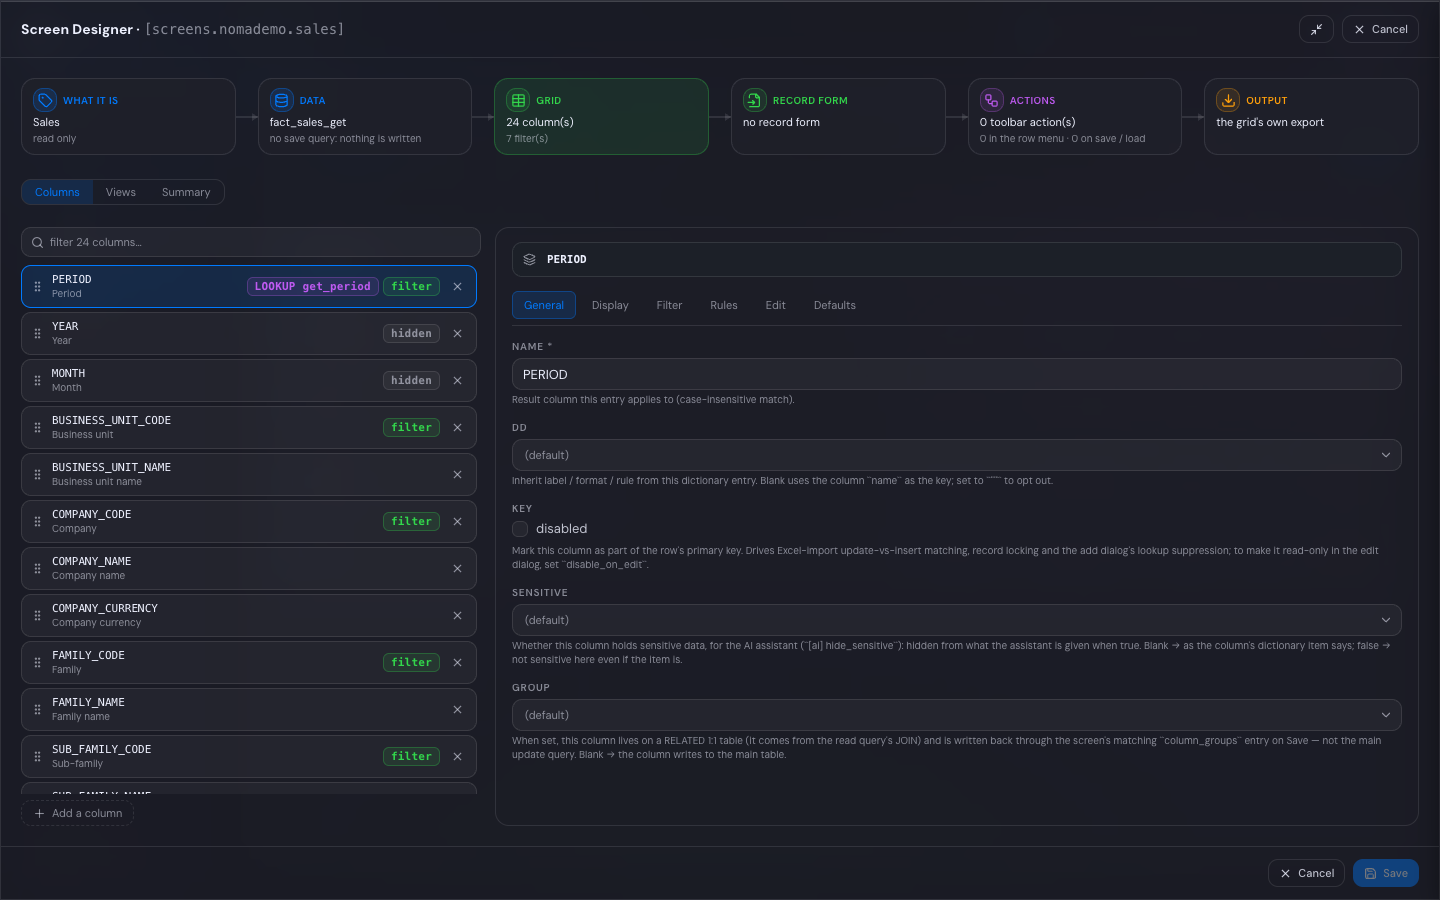 Screen Designer · [screens.nomademo.sales]
Cancel
WHAT IT IS
Sales
read only
DATA
fact_sales_get
no save query: nothing is written
GRID
24 column(s)
7 filter(s)
RECORD FORM
no record form
ACTIONS
0 toolbar action(s)
0 in the row menu · 0 on save / load
OUTPUT
the grid's own export
Columns
Views
Summary
filter 24 columns...
PERIOD
Period
LOOKUP get_period
filter
YEAR
Year
hidden
MONTH
Month
hidden
BUSINESS_UNIT_CODE
Business unit
filter
BUSINESS_UNIT_NAME
Business unit name
COMPANY_CODE
Company
filter
COMPANY_NAME
Company name
COMPANY_CURRENCY
Company currency
FAMILY_CODE
Family
filter
FAMILY_NAME
Family name
SUB_FAMILY_CODE
Sub-family
filter
SUB_FAMILY_NAME
Add a column
PERIOD
General
Display
Filter
Rules
Edit
Defaults
NAME *
PERIOD
Result column this entry applies to (case-insensitive match).
DD
(default)
Inherit label / format / rule from this dictionary entry. Blank uses the column ``name`` as the key; set to ``""`` to opt out.
KEY
disabled
Mark this column as part of the row's primary key. Drives Excel-import update-vs-insert matching, record locking and the add dialog's lookup suppression; to make it read-only in the edit
dialog, set ``disable_on_edit``.
SENSITIVE
(default)
Whether this column holds sensitive data, for the AI assistant (``[ai] hide_sensitive``): hidden from what the assistant is given when true. Blank → as the column's dictionary item says; false →
not sensitive here even if the item is.
GROUP
(default)
When set, this column lives on a RELATED 1:1 table (it comes from the read query's JOIN) and is written back through the screen's matching ``column_groups`` entry on Save — not the main
update query. Blank → the column writes to the main table.
Cancel
Save